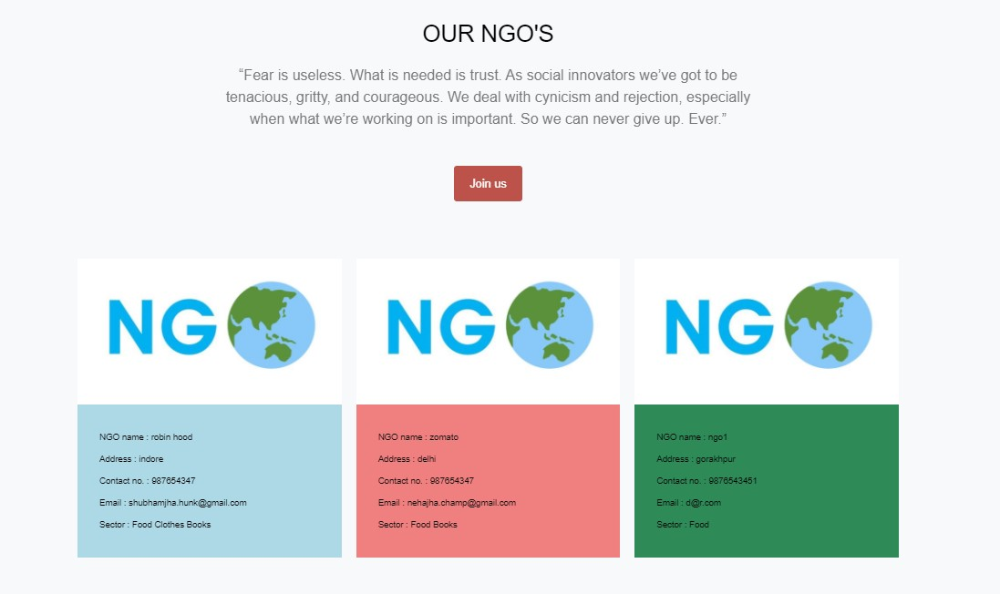 OUR NGO'S
“Fear is useless. What is needed is trust. As social innovators we’ve got to be
tenacious, gritty, and courageous. We deal with cynicism and rejection, especially
when what we’re working on is important. So we can never give up. Ever.”
Join us
NG
NG
NG
NGO name : robin hood
Address : indore
Contact no. : 987654347
Email : shubhamjha.hunk@gmail.com
Sector : Food Clothes Books
NGO name : zomato
Address : delhi
Contact no. : 987654347
Email : nehajha.champ@gmail.com
Sector : Food Books
NGO name : ngo1
Address : gorakhpur
Contact no. : 9876543451
Email : d@r.com
Sector : Food